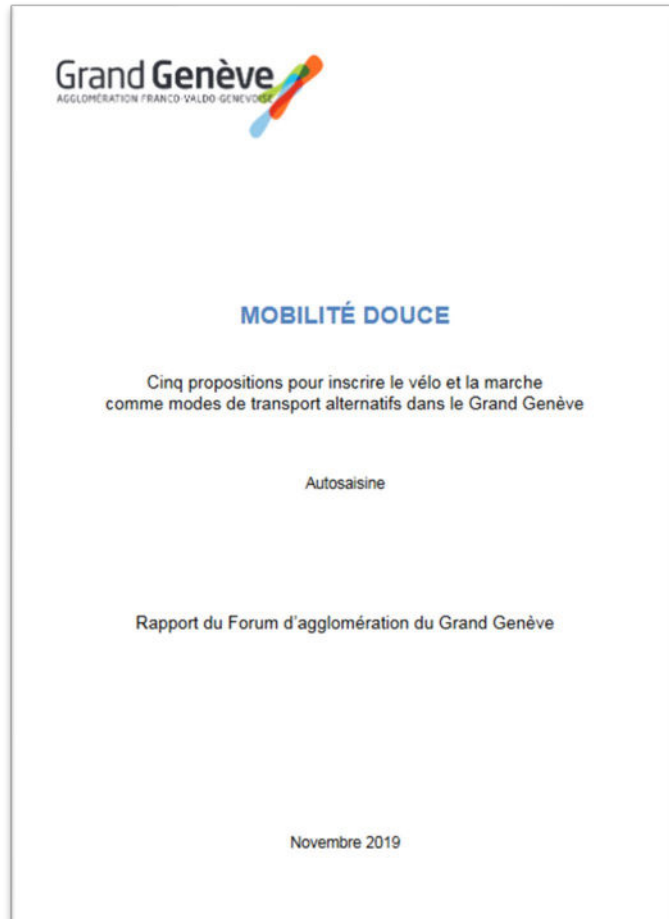 Grand Genève
AGGLOMÉRATION FRANCO-VALDO-GENEVOISE
MOBILITÉ DOUCE
Cinq propositions pour inscrire le vélo et la marche
comme modes de transport alternatifs dans le Grand Genève
Autosaisine
Rapport du Forum d'agglomération du Grand Genève
Novembre 2019